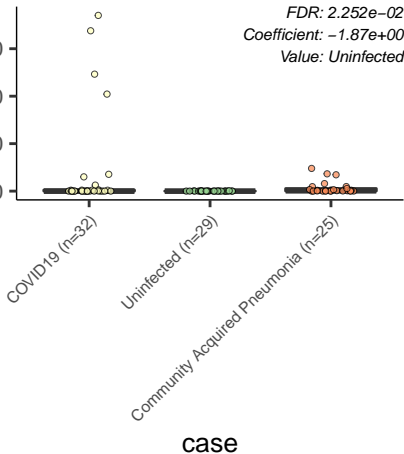 FDR: 2.252e−02
Coefficient: −1.87e+00
Value: Uninfected
COVID19 (n=32)
Uninfected (n=29)
Community Acquired Pneumonia (n=25)
case